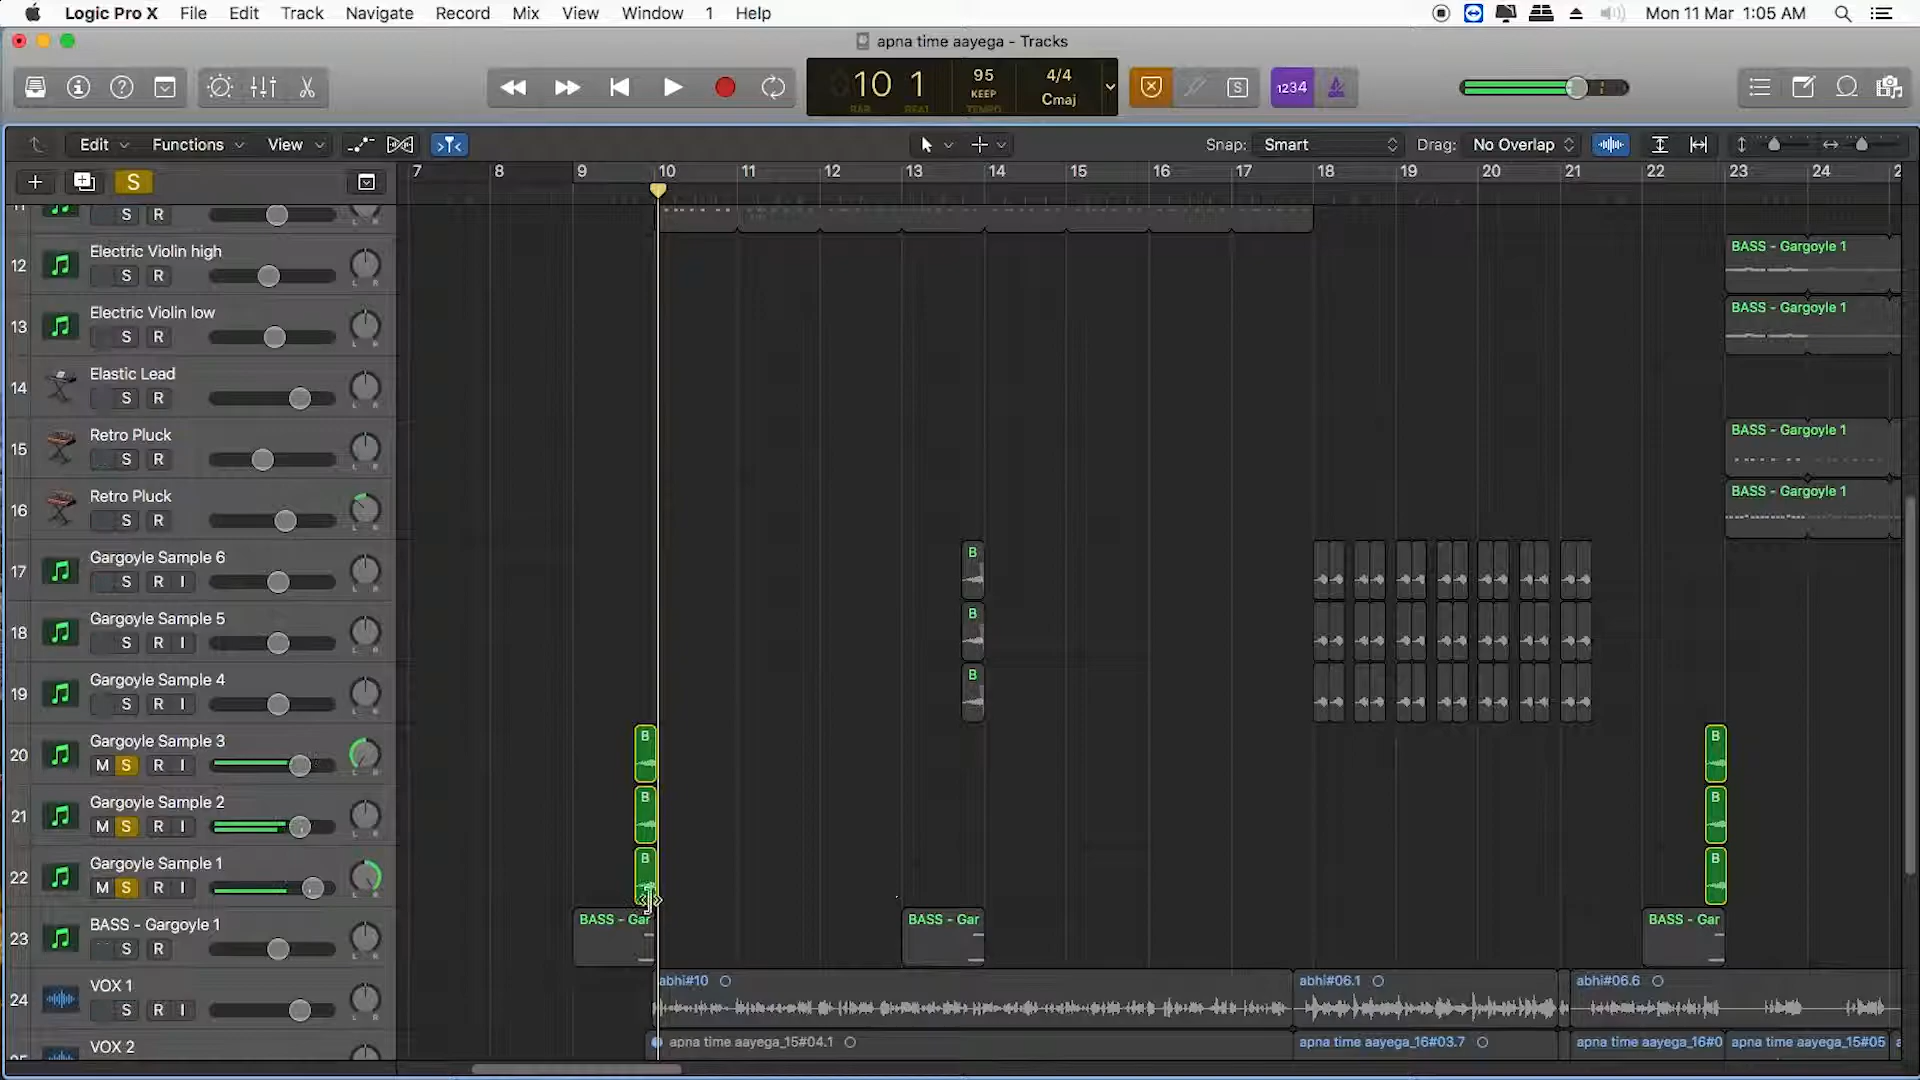 Logic Pro X File Edit Track Navigate Record Mix View Window 1 Help Mon 11 Mar 1:05 AM
apna time aayega - Tracks
10 1 95 KEEP TEMPO 4/4 Cmaj
BAR BEAT
S 1234
Edit Functions View Snap: Smart Drag: No Overlap
S 7 8 9 10 11 12 13 14 15 16 17 18 19 20 21 22 23 24
S R
12 Electric Violin high S R L R BASS - Gargoyle 1
13 Electric Violin low S R L R BASS - Gargoyle 1
14 Elastic Lead S R L R
15 Retro Pluck S R L R BASS - Gargoyle 1
16 Retro Pluck S R L R BASS - Gargoyle 1
17 Gargoyle Sample 6 S R I L R B
18 Gargoyle Sample 5 S R I L R B
19 Gargoyle Sample 4 S R I L R B
20 Gargoyle Sample 3 M S R I L R B B
21 Gargoyle Sample 2 M S R I L R B B
22 Gargoyle Sample 1 M S R I L R B B
23 BASS - Gargoyle 1 S R L R BASS - Gar BASS - Gar BASS - Gar
24 VOX 1 S R I L R abhi#10 abhi#06.1 abhi#06.6
VOX 2 apna time aayega_15#04.1 apna time aayega_16#03.7 apna time aayega_16#0 apna time aayega_15#05